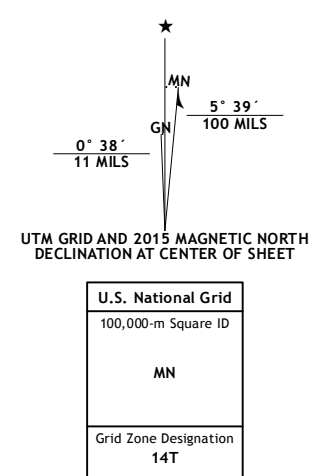 ★
MN
GN
5° 39´
100 MILS
0° 38´
11 MILS
UTM GRID AND 2015 MAGNETIC NORTH
DECLINATION AT CENTER OF SHEET
U.S. National Grid
100,000-m Square ID
MN
Grid Zone Designation
14T